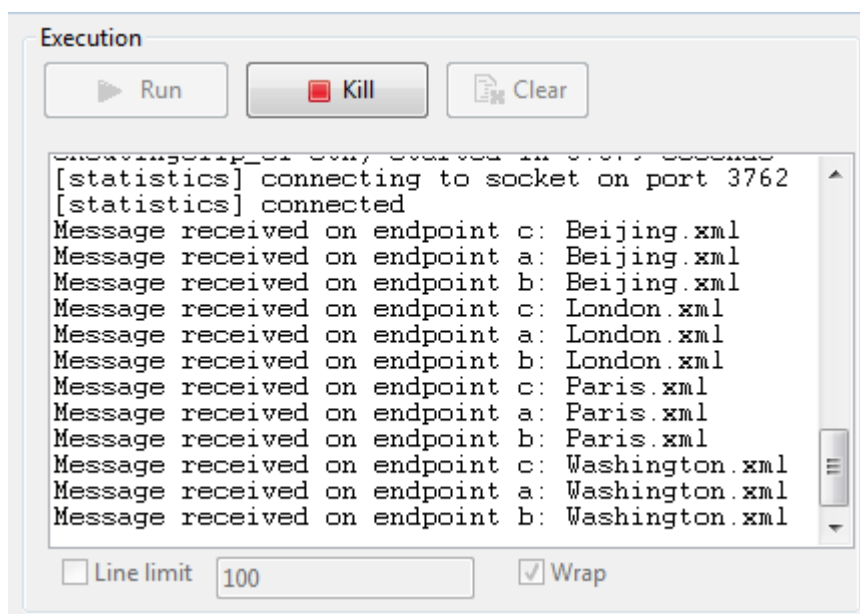 Execution
Run Kill Clear
[statistics] connecting to socket on port 3762
[statistics] connected
Message received on endpoint c: Beijing.xml
Message received on endpoint a: Beijing.xml
Message received on endpoint b: Beijing.xml
Message received on endpoint c: London.xml
Message received on endpoint a: London.xml
Message received on endpoint b: London.xml
Message received on endpoint c: Paris.xml
Message received on endpoint a: Paris.xml
Message received on endpoint b: Paris.xml
Message received on endpoint c: Washington.xml
Message received on endpoint a: Washington.xml
Message received on endpoint b: Washington.xml
Line limit 100 Wrap